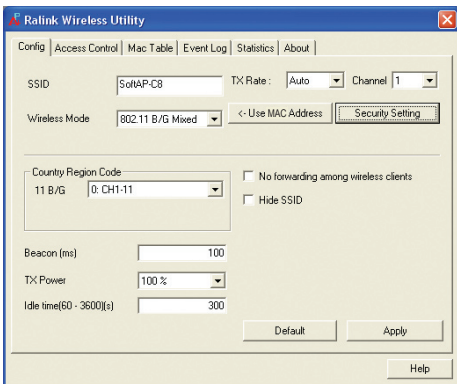 Ralink Wireless Utility
Config Access Control Mac Table Event Log Statistics About
SSID SoftAP-C8 TX Rate : Auto Channel 1
Wireless Mode 802.11 B/G Mixed <- Use MAC Address Security Setting
Country Region Code
11 B/G 0: CH1-11
No forwarding among wireless clients
Hide SSID
Beacon (ms) 100
TX Power 100 %
Idle time(60 - 3600)(s) 300
Default Apply
Help